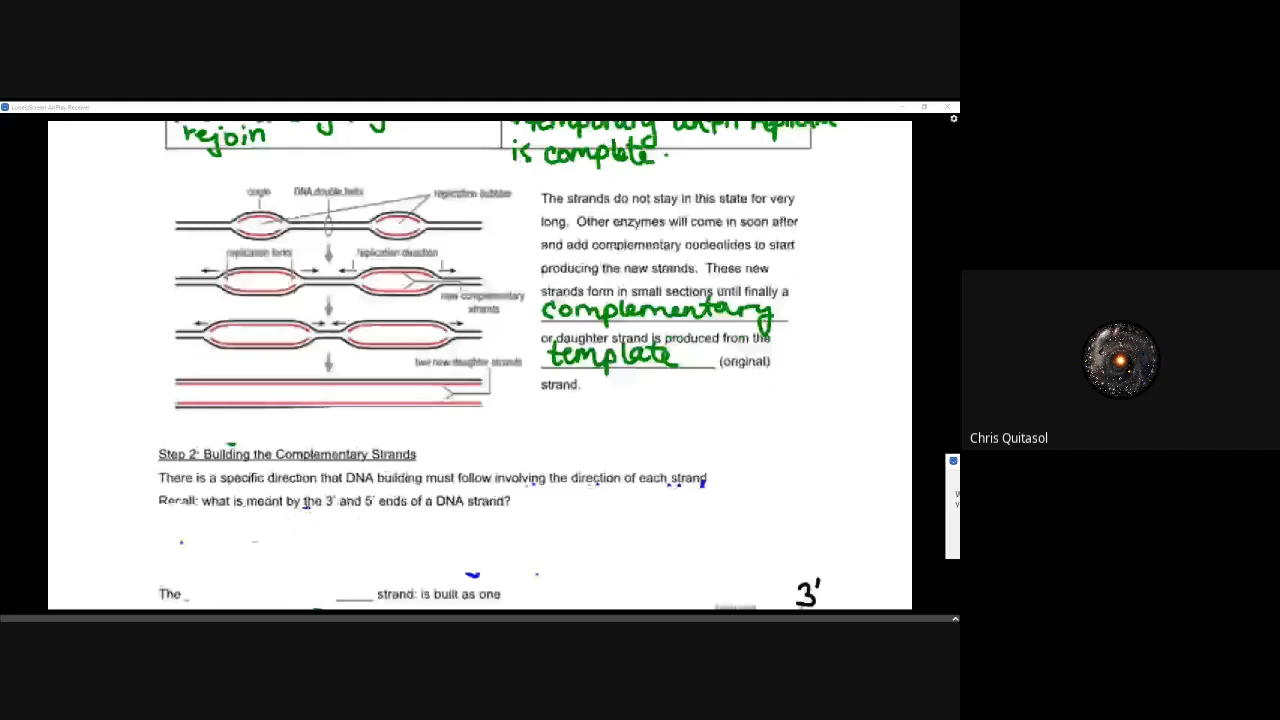 LonelyScreen AirPlay Receiver
rejoin
is complete.
DNA double helix
replication bubble
replication forks
replication direction
new complementary
strands
two new daughter strands
The strands do not stay in this state for very
long. Other enzymes will come in soon after
and add complementary nucleotides to start
producing the new strands. These new
strands form in small sections until finally a
complementary
or daughter strand is produced from the
template (original)
strand.
Step 2: Building the Complementary Strands
There is a specific direction that DNA building must follow involving the direction of each strand
Recall: what is meant by the 3' and 5' ends of a DNA strand?
The _ _____ strand: is built as one
3'
Chris Quitasol